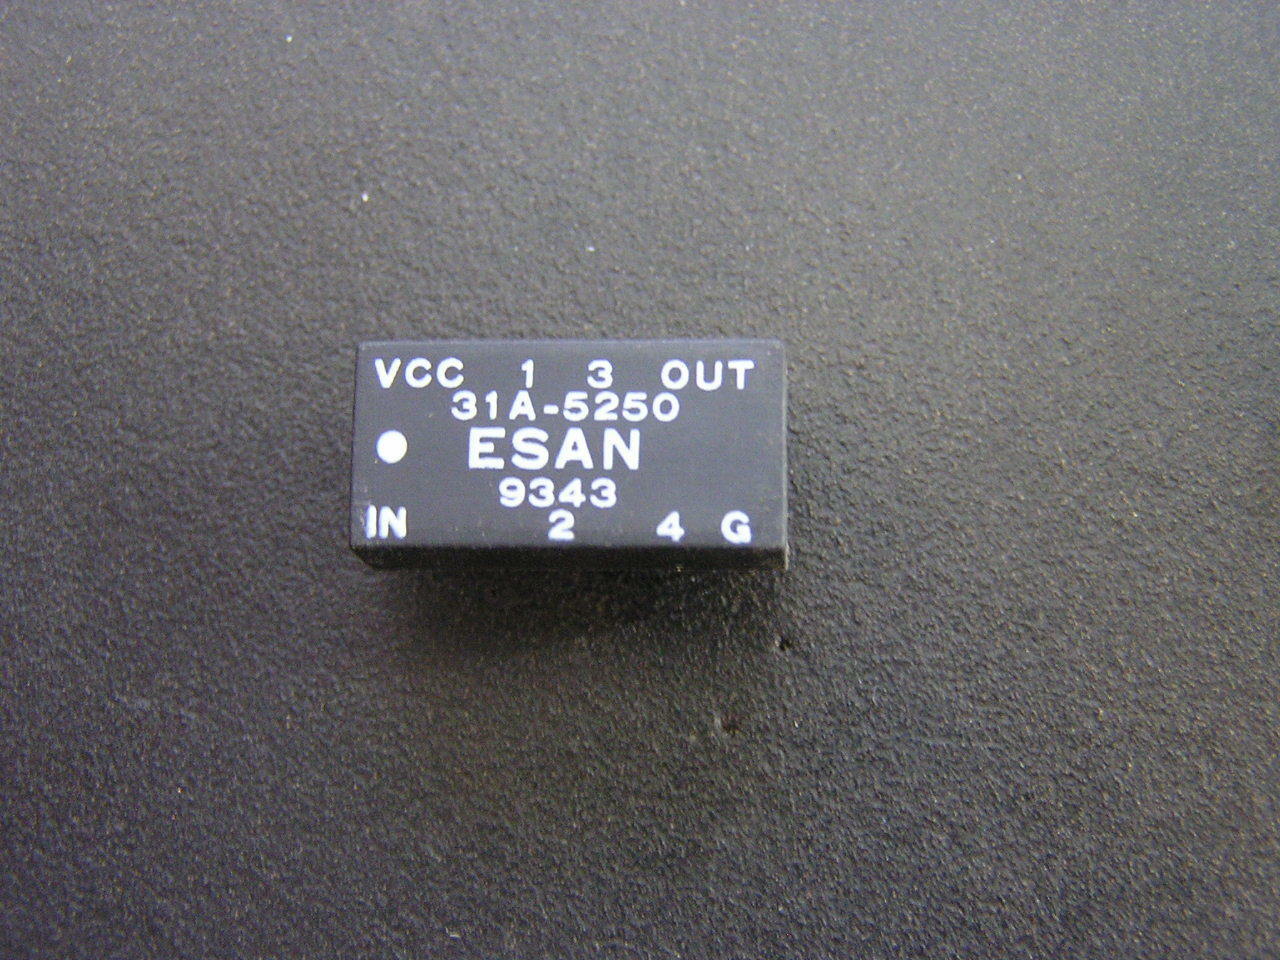 VCC 1 3 OUT
31A-5250
ESAN
9343
IN 2 4 G